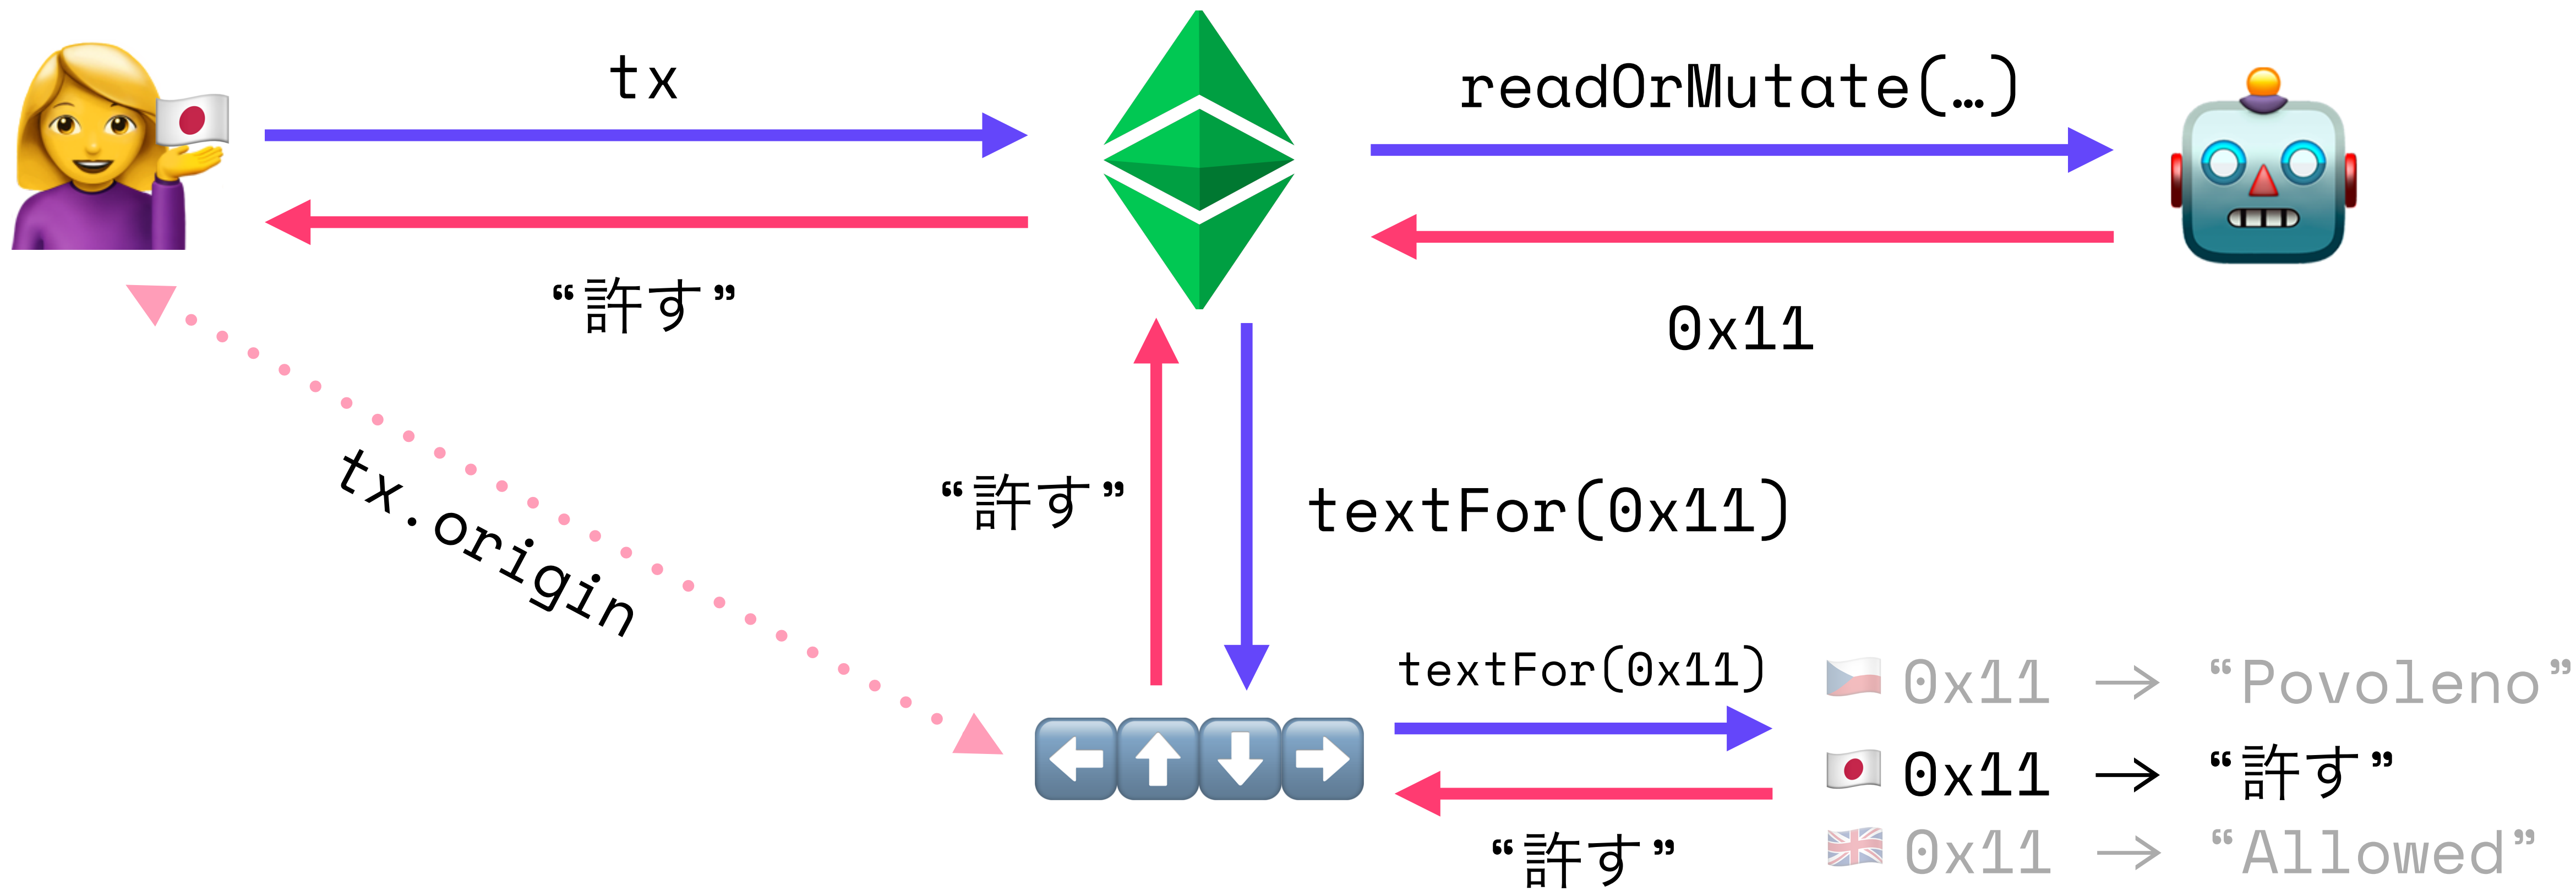 tx
readOrMutate(…)
“許す”
0x11
“許す”
textFor(0x11)
tx.origin
textFor(0x11)
“許す”
0x11 → “Povoleno”
0x11 → “許す”
0x11 → “Allowed”